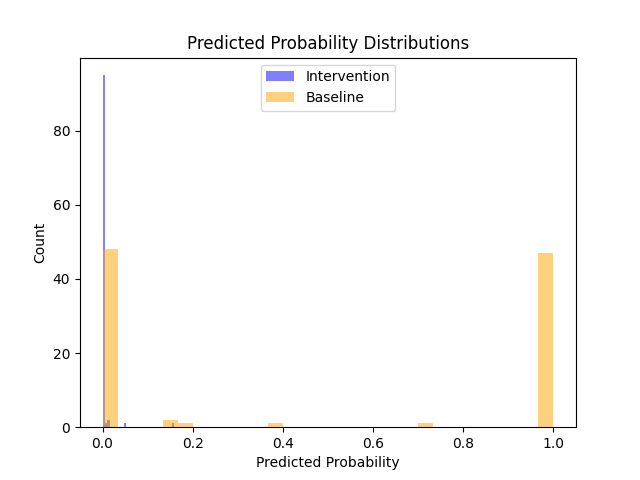 Predicted Probability Distributions
Intervention
Baseline
80
60
40
20
0
Count
0.0 0.2 0.4 0.6 0.8 1.0
Predicted Probability